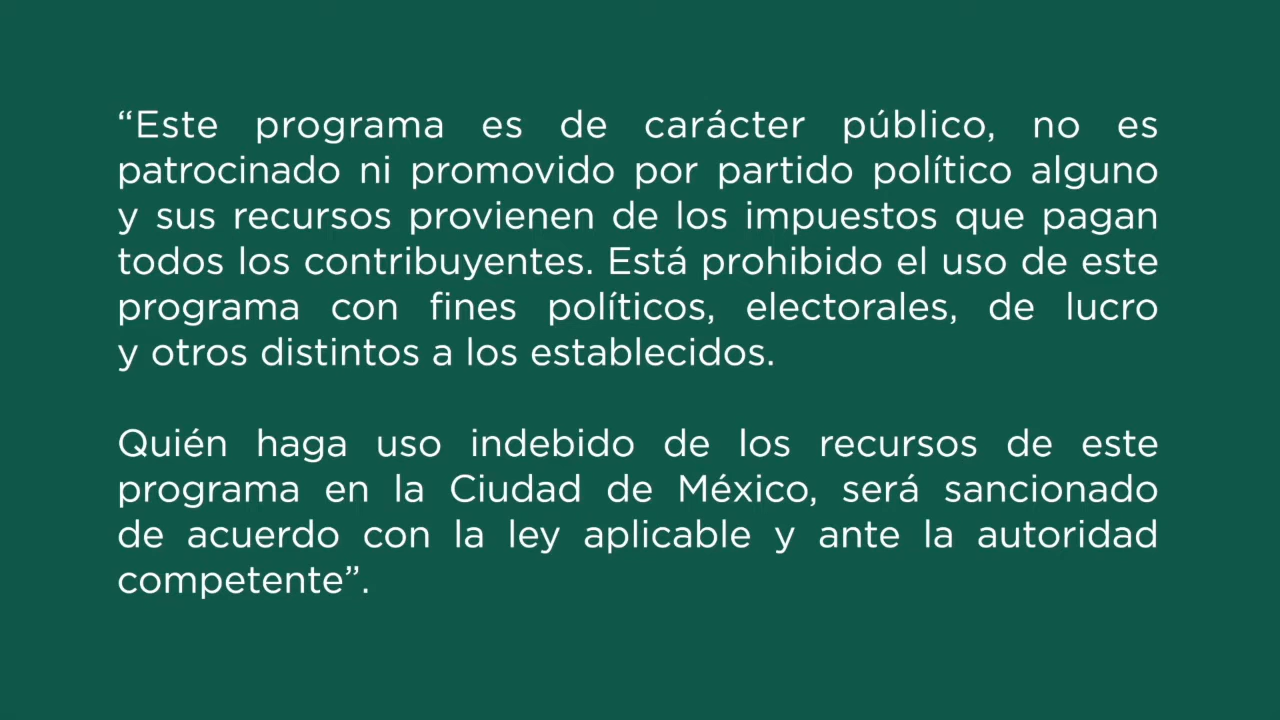 “Este programa es de carácter público, no es
patrocinado ni promovido por partido político alguno
y sus recursos provienen de los impuestos que pagan
todos los contribuyentes. Está prohibido el uso de este
programa con fines políticos, electorales, de lucro
y otros distintos a los establecidos.
Quién haga uso indebido de los recursos de este
programa en la Ciudad de México, será sancionado
de acuerdo con la ley aplicable y ante la autoridad
competente”.